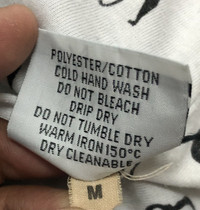 POLYESTER/COTTON
COLD HAND WASH
DO NOT BLEACH
DRIP DRY
DO NOT TUMBLE DRY
WARM IRON 150°C
DRY CLEANABLE
M